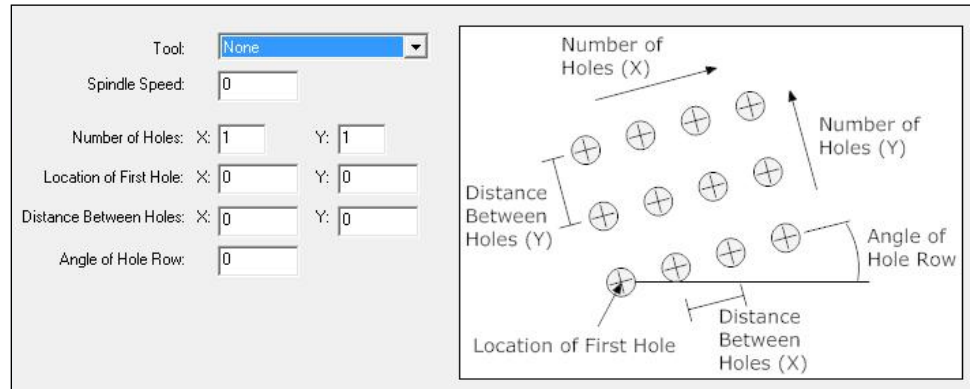 Tool: None
Spindle Speed: 0
Number of Holes: X: 1 Y: 1
Location of First Hole: X: 0 Y: 0
Distance Between Holes: X: 0 Y: 0
Angle of Hole Row: 0
Number of
Holes (X)
Number of
Holes (Y)
Distance
Between
Holes (Y)
Angle of
Hole Row
Location of First Hole
Distance
Between
Holes (X)